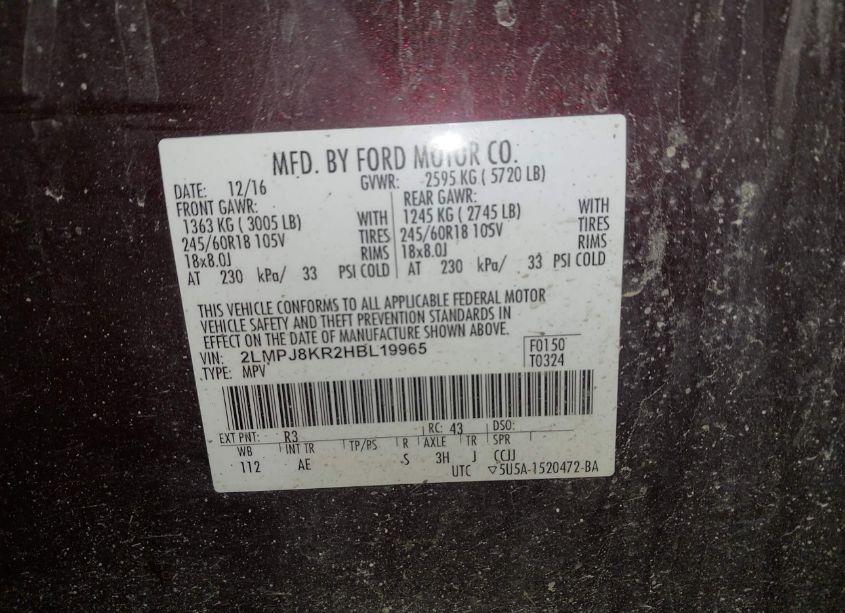 MFD. BY FORD MOTOR CO.
DATE: 12/16 GVWR: 2595 KG ( 5720 LB)
FRONT GAWR: REAR GAWR:
1363 KG ( 3005 LB) WITH 1245 KG ( 2745 LB) WITH
245/60R18 105V TIRES 245/60R18 105V TIRES
18x8.0J RIMS 18x8.0J RIMS
AT 230 kPa/ 33 PSI COLD AT 230 kPa/ 33 PSI COLD
THIS VEHICLE CONFORMS TO ALL APPLICABLE FEDERAL MOTOR
VEHICLE SAFETY AND THEFT PREVENTION STANDARDS IN
EFFECT ON THE DATE OF MANUFACTURE SHOWN ABOVE.
VIN: 2LMPJ8KR2HBL19965 F0150
TYPE: MPV T0324
EXT PNT: R3 RC: 43 DSO:
WB INT TR TP/PS R AXLE TR SPR
112 AE S 3H J CCJJ
UTC ▽5U5A-1520472-BA